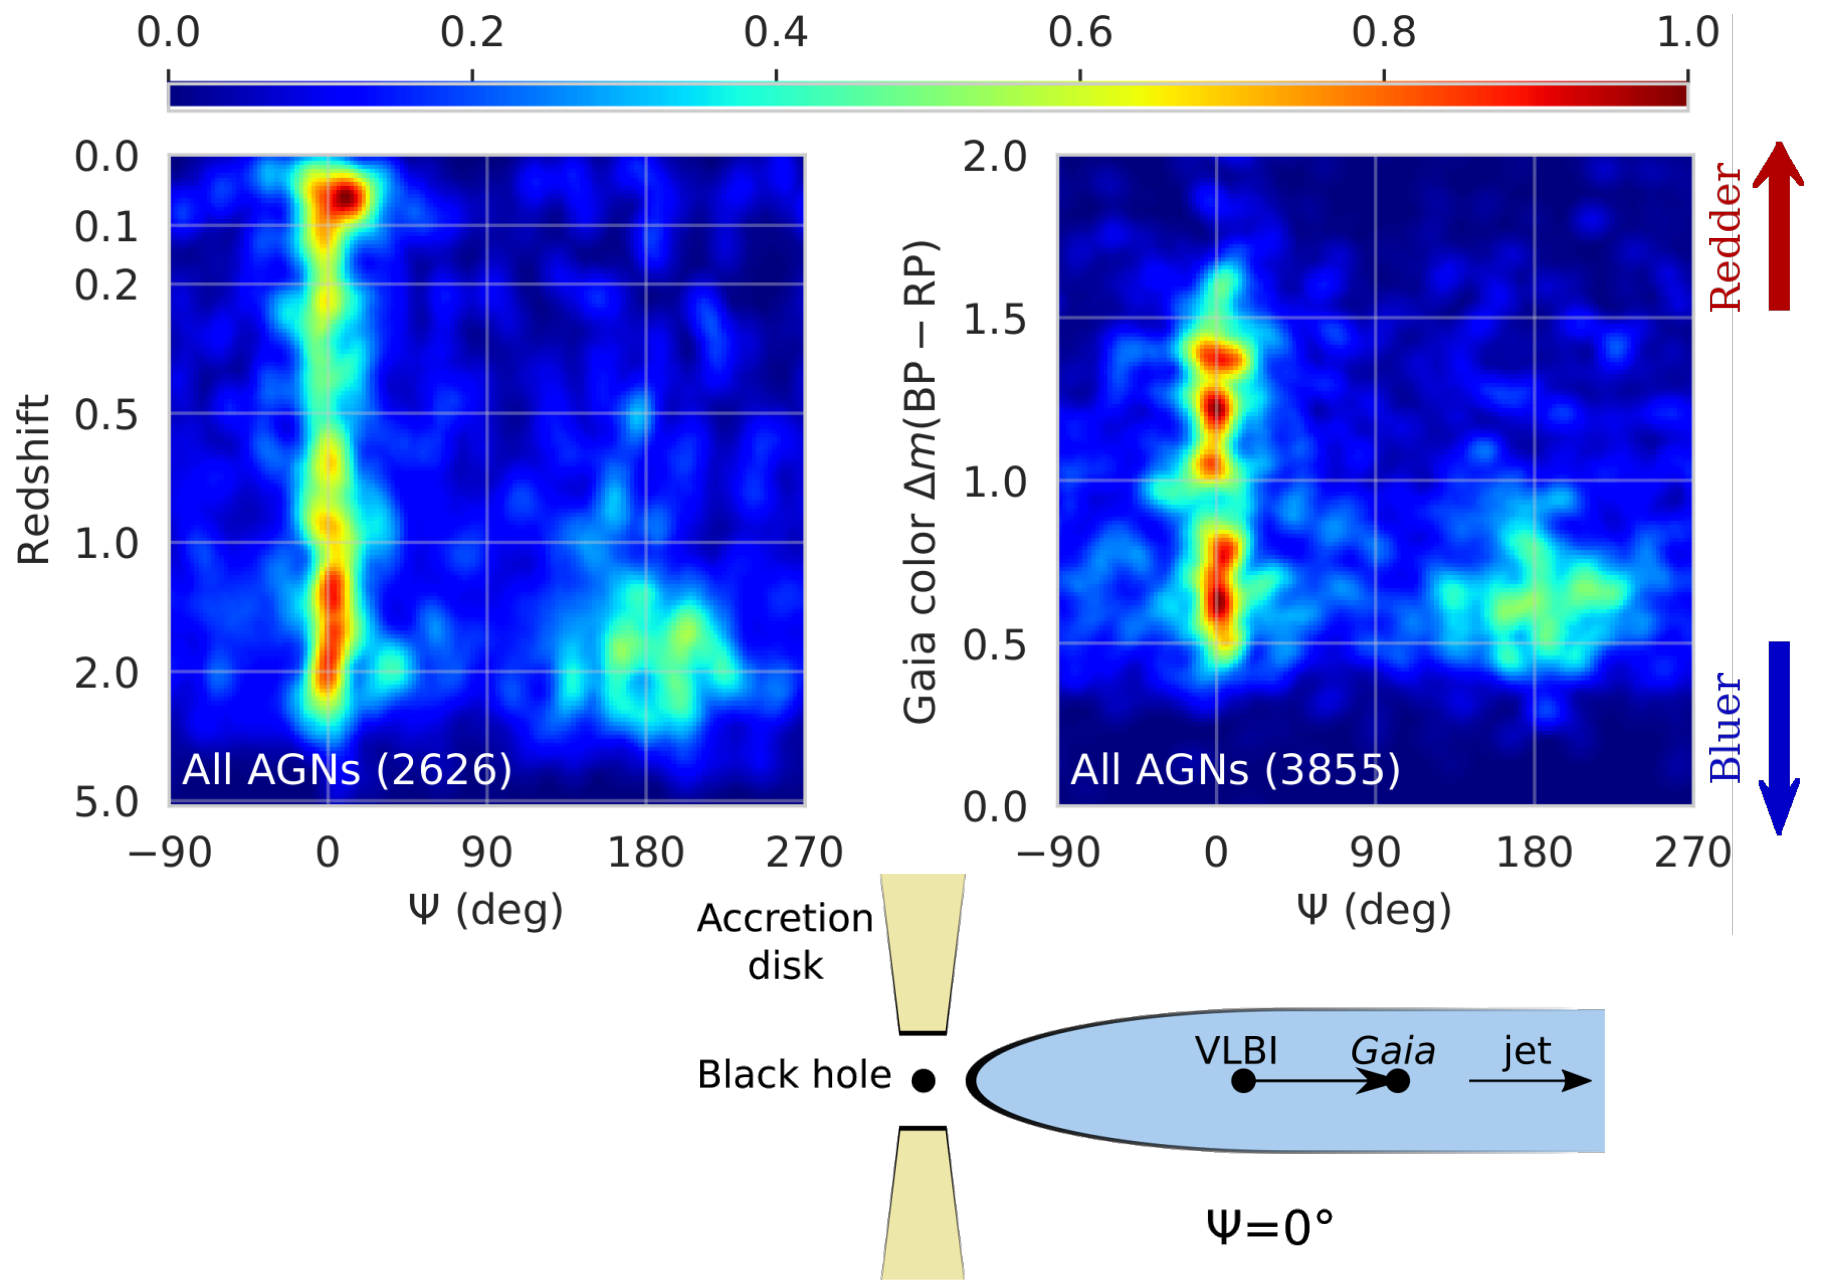 0.0 0.2 0.4 0.6 0.8 1.0
Redshift
0.0
0.1
0.2
0.5
1.0
2.0
5.0
All AGNs (2626)
−90 0 90 180 270
Ψ (deg)
Gaia color Δm(BP − RP)
2.0
1.5
1.0
0.5
0.0
All AGNs (3855)
−90 0 90 180 270
Ψ (deg)
Redder
Bluer
Accretion
disk
Black hole
VLBI Gaia jet
Ψ=0°